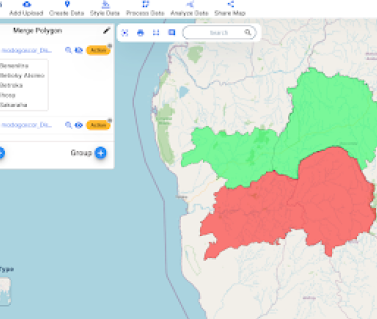 Add Upload Create Data Style Data Process Data Analyze Data Share Map
Merge Polygon
Search
madagascar_Dis... Action
Benenitra
Betioky Atsimo
Betroka
Ihosy
Sakaraha
madagascar_Dis... Action
Group
Type